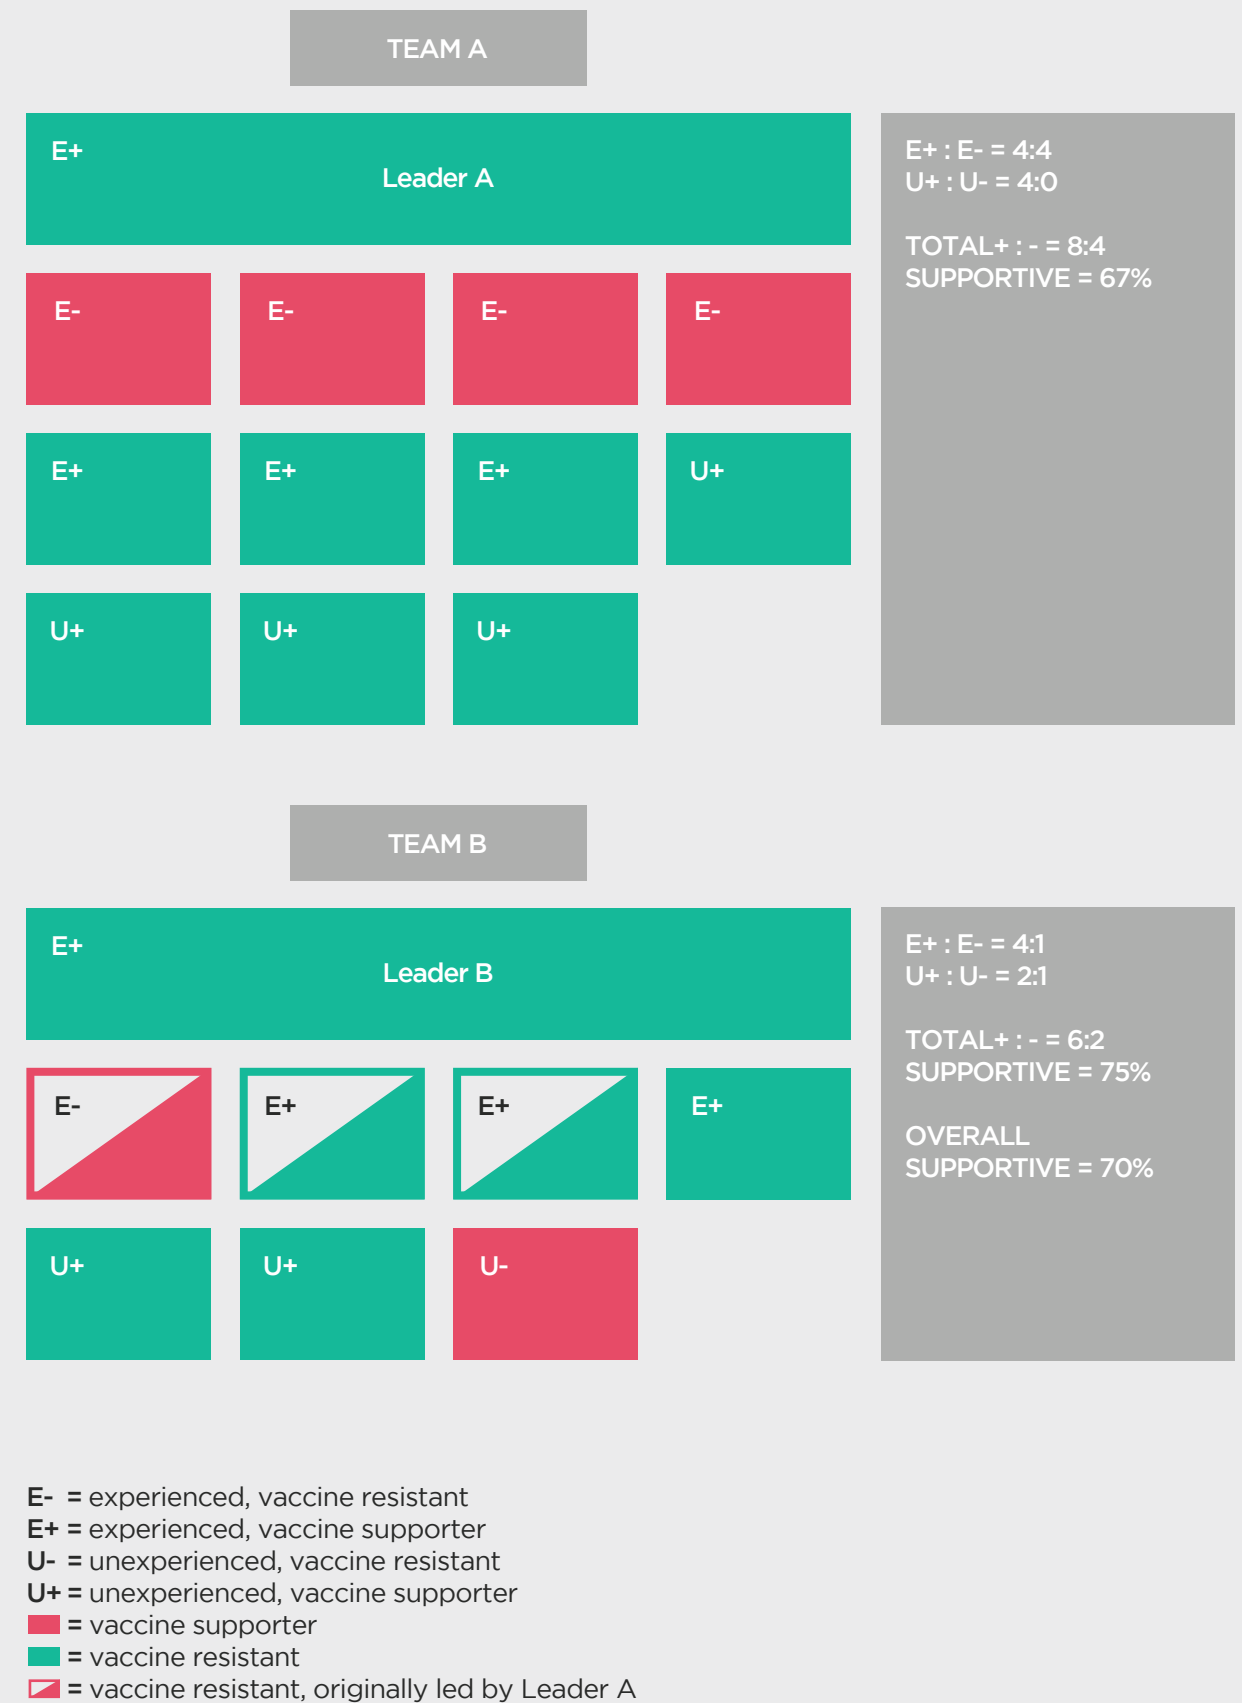 TEAM A
E+
Leader A
E-
E-
E-
E-
E+
E+
E+
U+
U+
U+
U+
E+ : E- = 4:4
U+ : U- = 4:0
TOTAL+ : - = 8:4
SUPPORTIVE = 67%
TEAM B
E+
Leader B
E-
E+
E+
E+
U+
U+
U-
E+ : E- = 4:1
U+ : U- = 2:1
TOTAL+ : - = 6:2
SUPPORTIVE = 75%
OVERALL
SUPPORTIVE = 70%
E- = experienced, vaccine resistant
E+ = experienced, vaccine supporter
U- = unexperienced, vaccine resistant
U+ = unexperienced, vaccine supporter
= vaccine supporter
= vaccine resistant
= vaccine resistant, originally led by Leader A